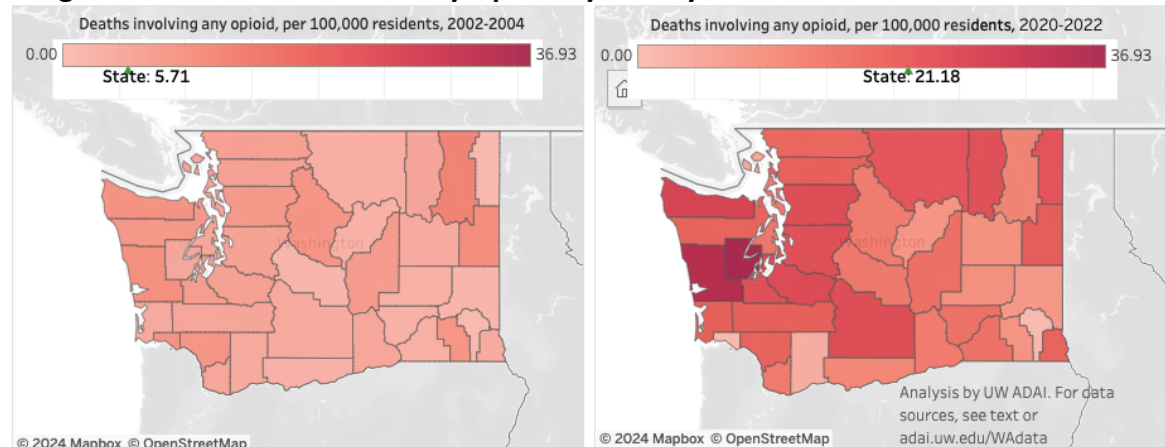 Deaths involving any opioid, per 100,000 residents, 2002-2004
0.00 36.93
State: 5.71
Washington
© 2024 Mapbox © OpenStreetMap
Deaths involving any opioid, per 100,000 residents, 2020-2022
0.00 36.93
State: 21.18
Washington
Analysis by UW ADAI. For data
sources, see text or
adai.uw.edu/WAdata
© 2024 Mapbox © OpenStreetMap